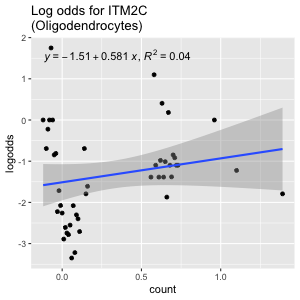 Log odds for ITM2C
(Oligodendrocytes)
y = −1.51 + 0.581 x, R² = 0.04
2
1
0
-1
-2
-3
0.0 0.5 1.0
logodds
count